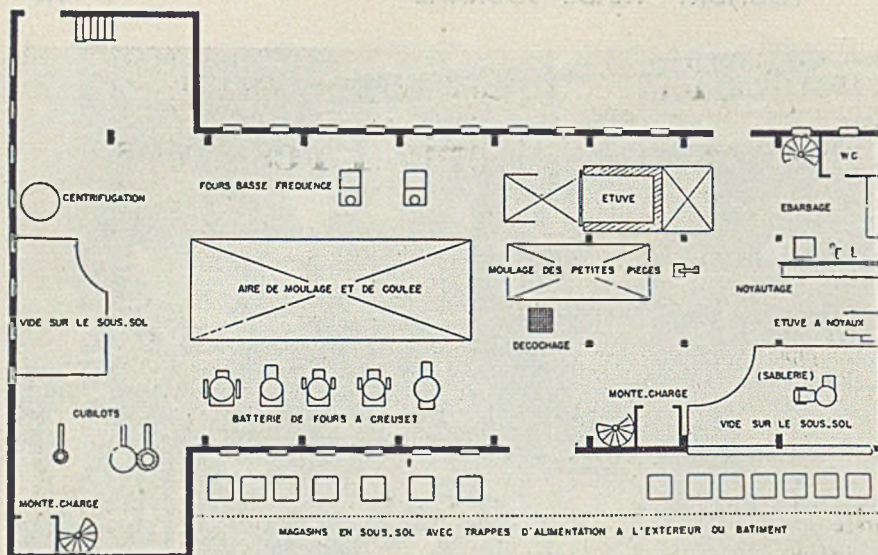 WC
FOURS BASSE FREQUENCE
CENTRIFUGATION
ETUVE
EBARBAGE
MOULAGE DES PETITES PIECES
AIRE DE MOULAGE ET DE COULEE
NOYAUTAGE
VIDE SUR LE SOUS.SOL
ETUVE A NOYAUX
DECOCHAGE
(SABLERIE)
MONTE.CHARGE
CUBILOTS
BATTERIE DE FOURS A CREUSET
VIDE SUR LE SOUS.SOL
MONTE.CHARGE
MAGASINS EN SOUS.SOL AVEC TRAPPES D'ALIMENTATION A L'EXTERIEUR DU BATIMENT